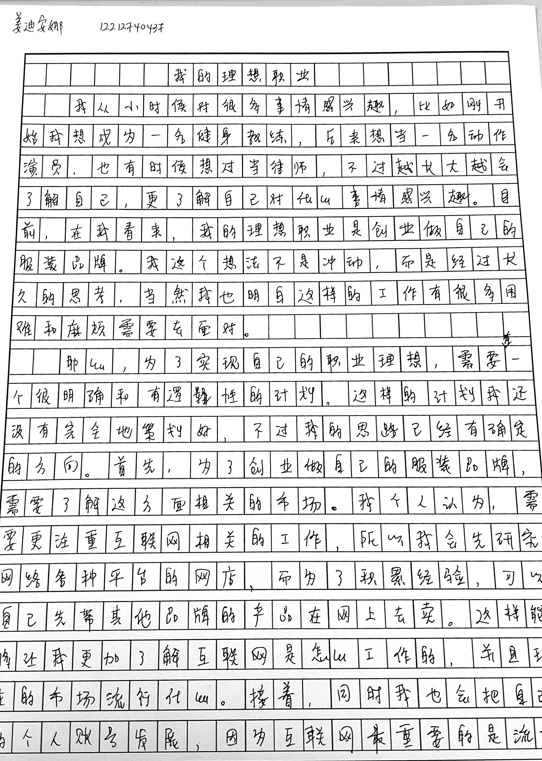 姜迪安娜 12212740437
我的理想职业
我从小时候对很多事情感兴趣，比如刚开
始我想成为一名健身教练，后来想当一名动作
演员，也有时候想过当律师，不过越长大越会
了解自己，更了解自己对什么事情感兴趣。目
前，在我看来，我的理想职业是创业做自己的
服装品牌。我这个想法不是冲动，而是经过长
久的思考，当然我也明白这样的工作有很多困
难和麻烦需要去面对。
那么，为了实现自己的职业理想，需要一
个很明确和有逻辑性的计划。这样的计划我还
没有完全地策划好，不过我的思路已经有确定
的方向。首先，为了创业做自己的服装品牌，
需要了解这方面相关的市场。我个人认为，需
要更注重互联网相关的工作，所以我会先研究
网络各种平台的网店，而为了积累经验，可以
自己先带其他品牌的产品在网上去卖。这样能
够让我更加了解互联网是怎么工作的，并且现
在的市场流行什么。接着，同时我也会把自己
的个人账号发展，因为互联网最重要的是流